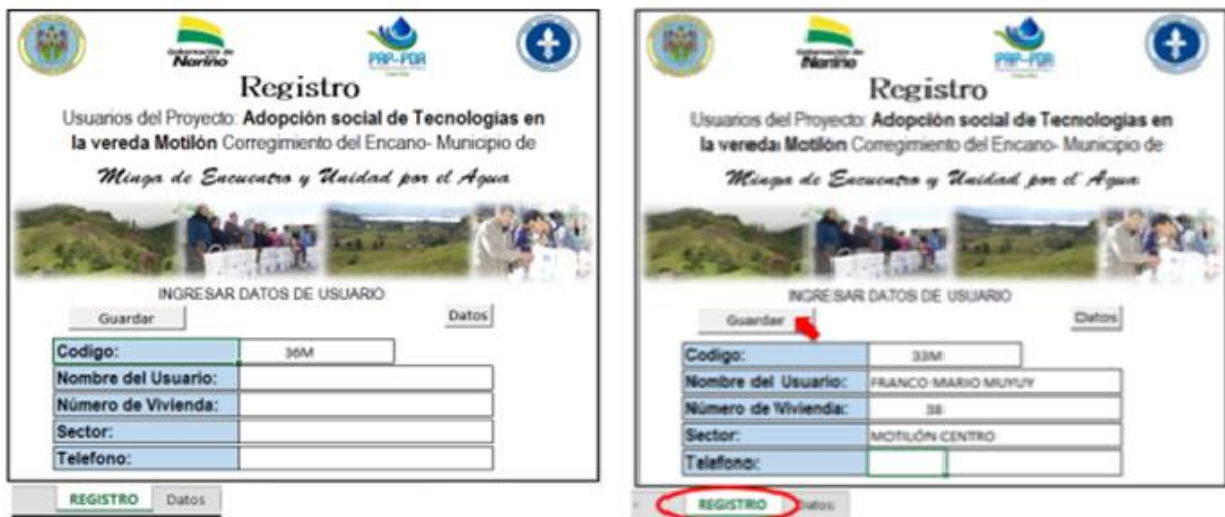 Gobernación de
Nariño
PAP-PDA
Registro
Usuarios del Proyecto: Adopción social de Tecnologías en
la vereda Motilón Corregimiento del Encano- Municipio de
Minga de Encuentro y Unidad por el Agua
INGRESAR DATOS DE USUARIO
Guardar
Datos
Codigo:
36M
Nombre del Usuario:
Número de Vivienda:
Sector:
Telefono:
REGISTRO
Datos
Nariño
PAP-PDA
Registro
Usuarios del Proyecto: Adopción social de Tecnologías en
la vereda Motilón Corregimiento del Encano- Municipio de
Minga de Encuentro y Unidad por el Agua
INGRESAR DATOS DE USUARIO
Guardar
Datos
Codigo:
33M
Nombre del Usuario:
FRANCO MARIO MUYUY
Número de Vivienda:
38
Sector:
MOTILÓN CENTRO
Telefono:
REGISTRO
Datos